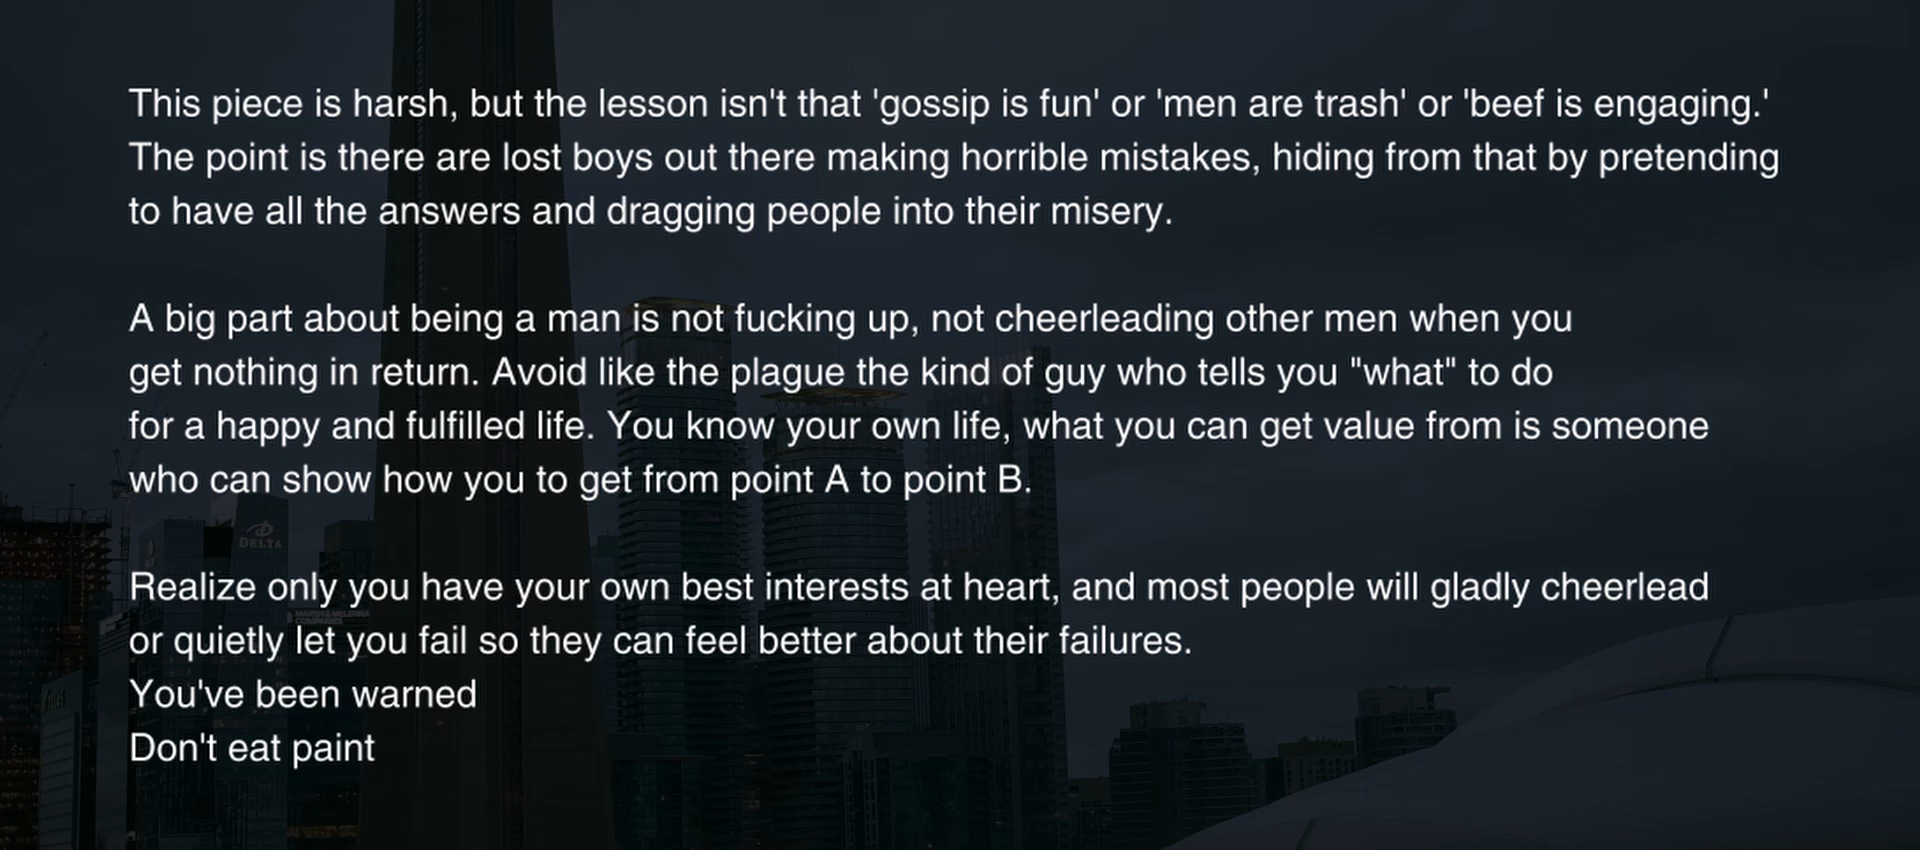 This piece is harsh, but the lesson isn't that 'gossip is fun' or 'men are trash' or 'beef is engaging.'
The point is there are lost boys out there making horrible mistakes, hiding from that by pretending
to have all the answers and dragging people into their misery.
A big part about being a man is not fucking up, not cheerleading other men when you
get nothing in return. Avoid like the plague the kind of guy who tells you "what" to do
for a happy and fulfilled life. You know your own life, what you can get value from is someone
who can show how you to get from point A to point B.
DELTA
Realize only you have your own best interests at heart, and most people will gladly cheerlead
or quietly let you fail so they can feel better about their failures.
You've been warned
Don't eat paint